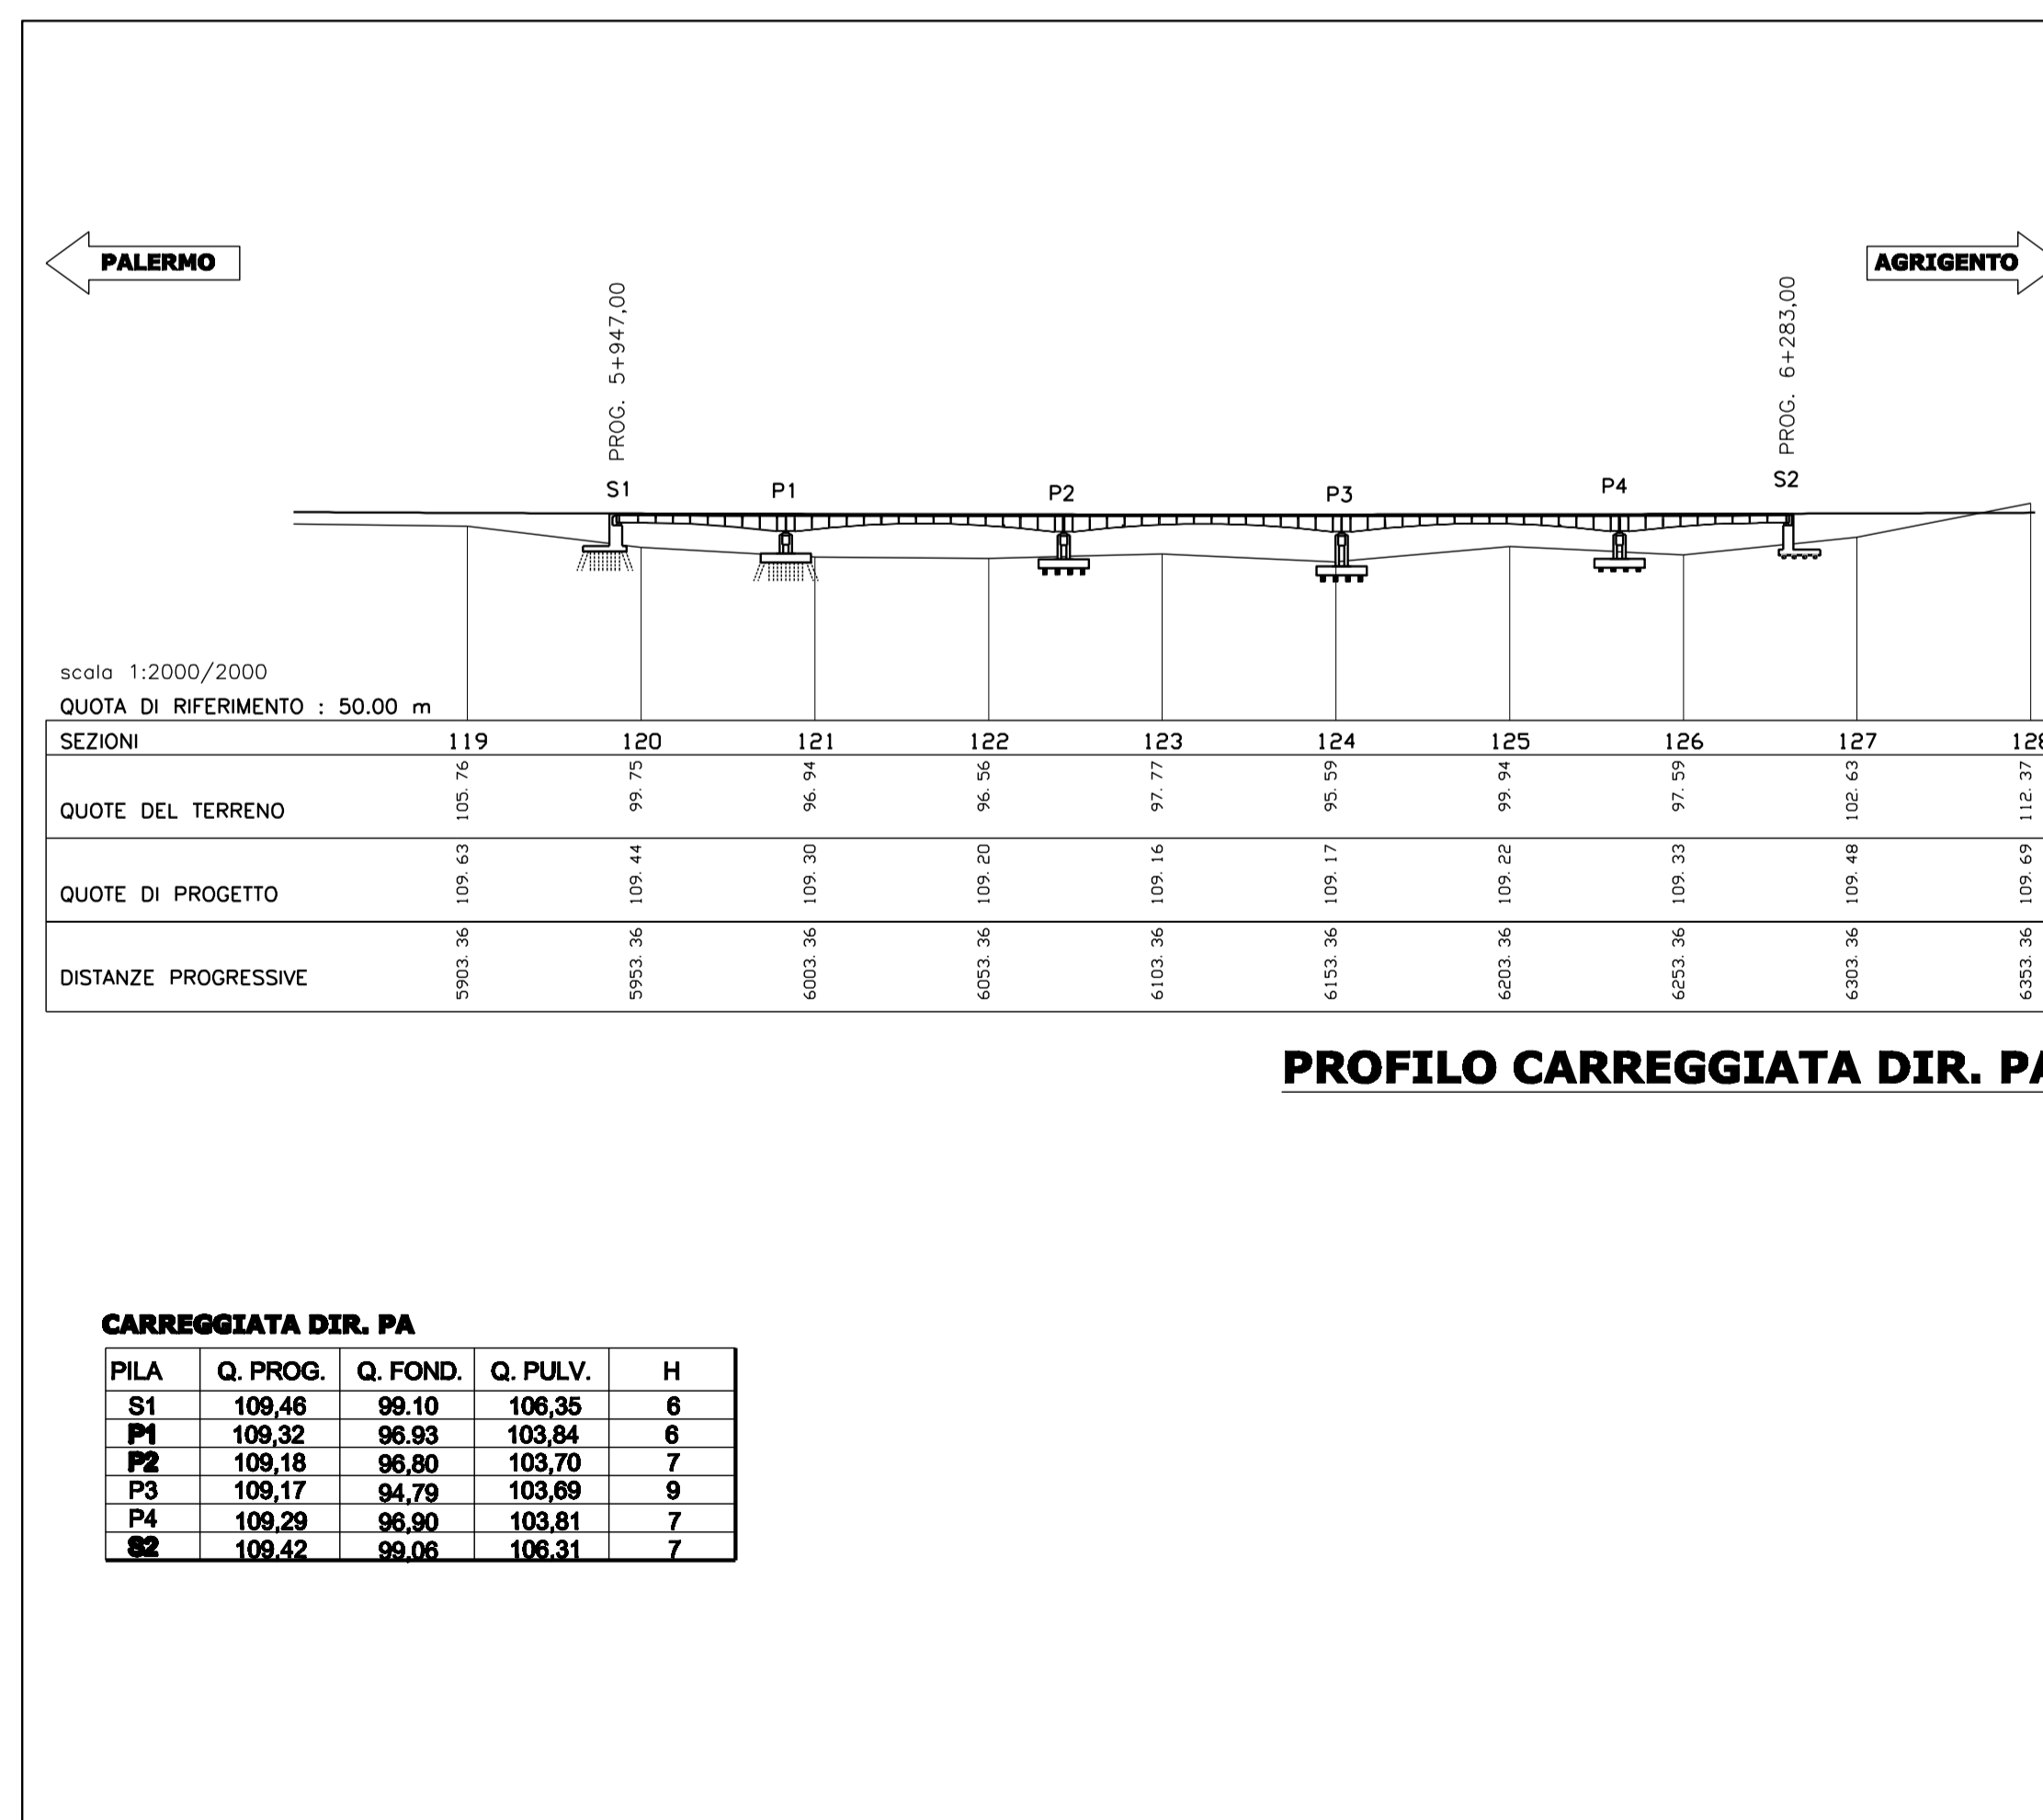 PALERMO
AGRIGENTO
PROG. 5+947,00
PROG. 6+283,00
S1 P1 P2 P3 P4 S2
scala 1:2000/2000
QUOTA DI RIFERIMENTO : 50.00 m
SEZIONI 119 120 121 122 123 124 125 126 127 128
QUOTE DEL TERRENO 105.76 99.75 96.94 96.56 97.77 95.59 99.94 97.59 102.63 112.37
QUOTE DI PROGETTO 109.63 109.44 109.30 109.20 109.16 109.17 109.22 109.33 109.48 109.69
DISTANZE PROGRESSIVE 5903.36 5953.36 6003.36 6053.36 6103.36 6153.36 6203.36 6253.36 6303.36 6353.36
PROFILO CARREGGIATA DIR. PA
CARREGGIATA DIR. PA
PILA Q. PROG. Q. FOND. Q. PULV. H
S1 109,46 99.10 106,35 6
P1 109,32 96.93 103,84 6
P2 109,18 96,80 103,70 7
P3 109,17 94,79 103,69 9
P4 109,29 96,90 103,81 7
S2 109.42 99,06 106.31 7